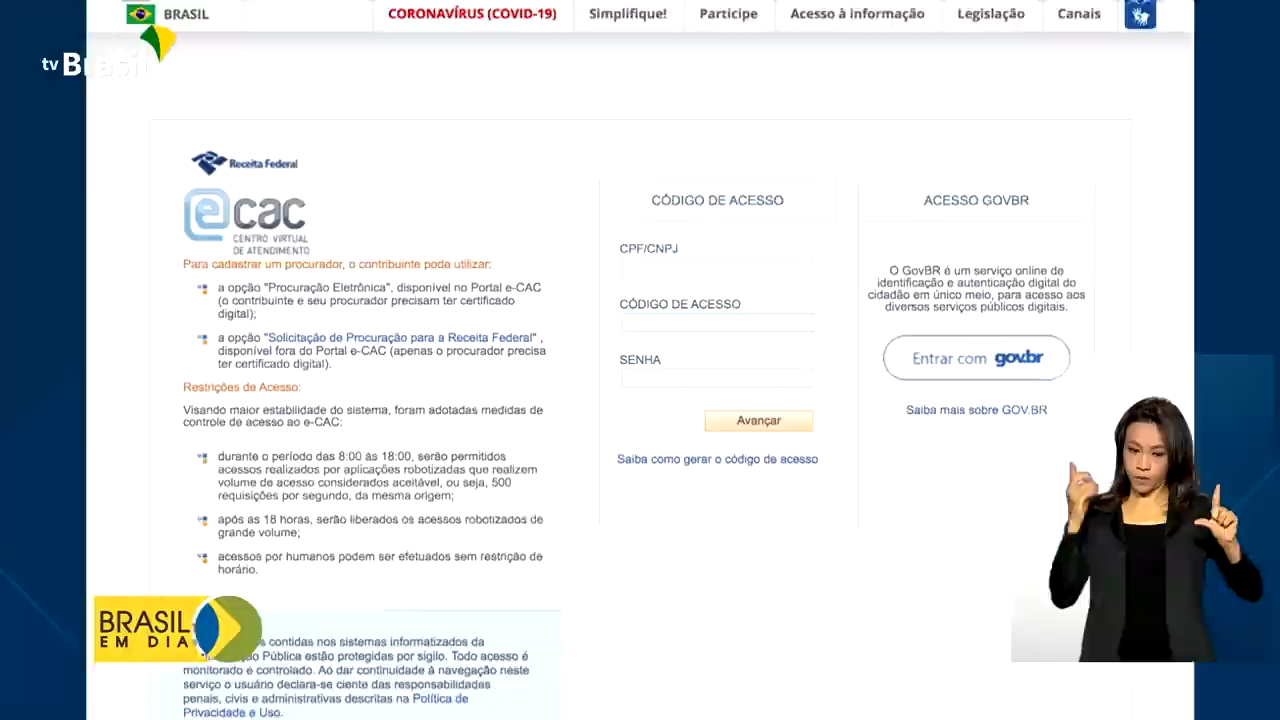 BRASIL
CORONAVÍRUS (COVID-19)
Simplifique!
Participe
Acesso à informação
Legislação
Canais
tv Brasil
Receita Federal
e cac
CENTRO VIRTUAL
DE ATENDIMENTO
Para cadastrar um procurador, o contribuinte pode utilizar:
a opção "Procuração Eletrônica", disponível no Portal e-CAC
(o contribuinte e seu procurador precisam ter certificado
digital);
a opção "Solicitação de Procuração para a Receita Federal" ,
disponível fora do Portal e-CAC (apenas o procurador precisa
ter certificado digital).
Restrições de Acesso:
Visando maior estabilidade do sistema, foram adotadas medidas de
controle de acesso ao e-CAC:
durante o período das 8:00 às 18:00, serão permitidos
acessos realizados por aplicações robotizadas que realizem
volume de acesso considerados aceitável, ou seja, 500
requisições por segundo, da mesma origem;
após as 18 horas, serão liberados os acessos robotizados de
grande volume;
acessos por humanos podem ser efetuados sem restrição de
horário.
contidas nos sistemas informatizados da
Pública estão protegidas por sigilo. Todo acesso é
monitorado e controlado. Ao dar continuidade à navegação neste
serviço o usuário declara-se ciente das responsabilidades
penais, civis e administrativas descritas na Política de
Privacidade e Uso.
CÓDIGO DE ACESSO
CPF/CNPJ
CÓDIGO DE ACESSO
SENHA
Avançar
Saiba como gerar o código de acesso
ACESSO GOVBR
O GovBR é um serviço online de
identificação e autenticação digital do
cidadão em único meio, para acesso aos
diversos serviços públicos digitais.
Entrar com gov.br
Saiba mais sobre GOV.BR
BRASIL
EM DIA